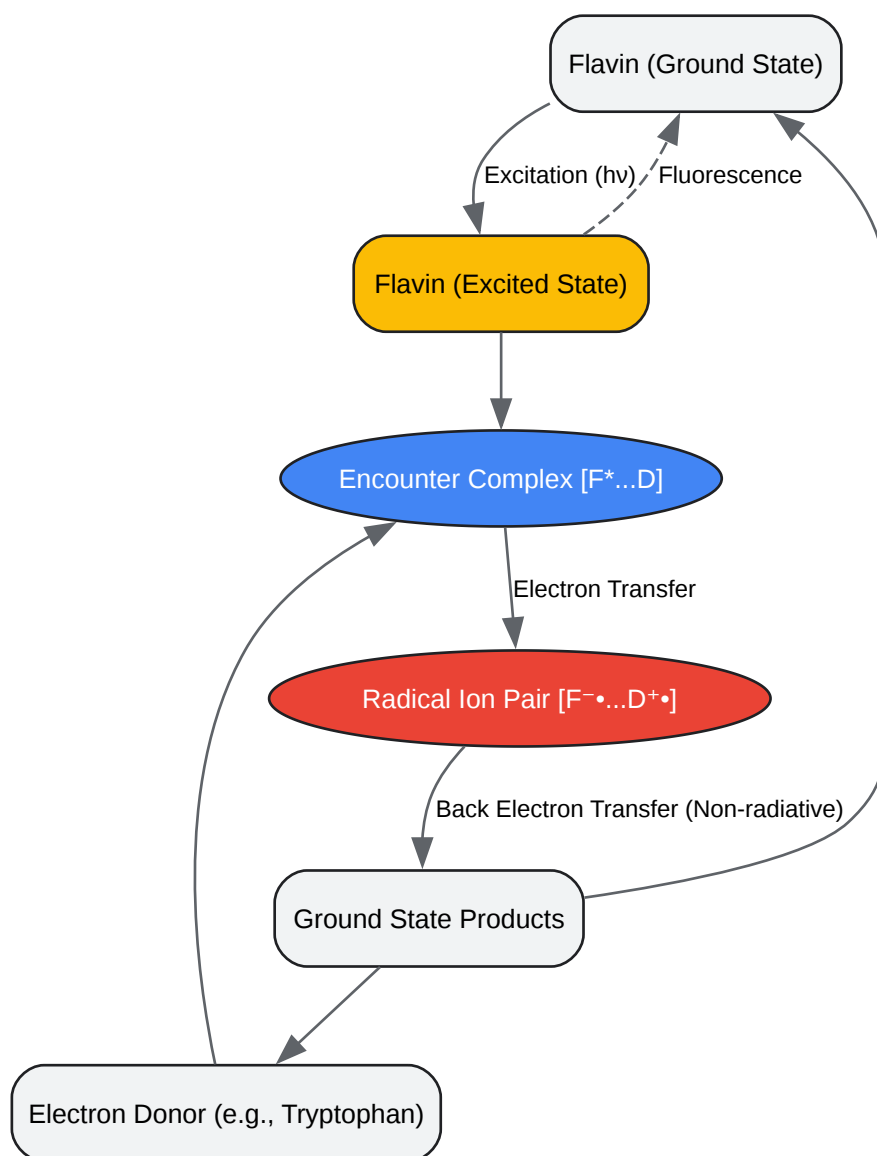 Flavin (Ground State)
Excitation (hν)
Fluorescence
Flavin (Excited State)
Encounter Complex [F*...D]
Electron Transfer
Radical Ion Pair [F⁻•...D⁺•]
Back Electron Transfer (Non-radiative)
Ground State Products
Electron Donor (e.g., Tryptophan)